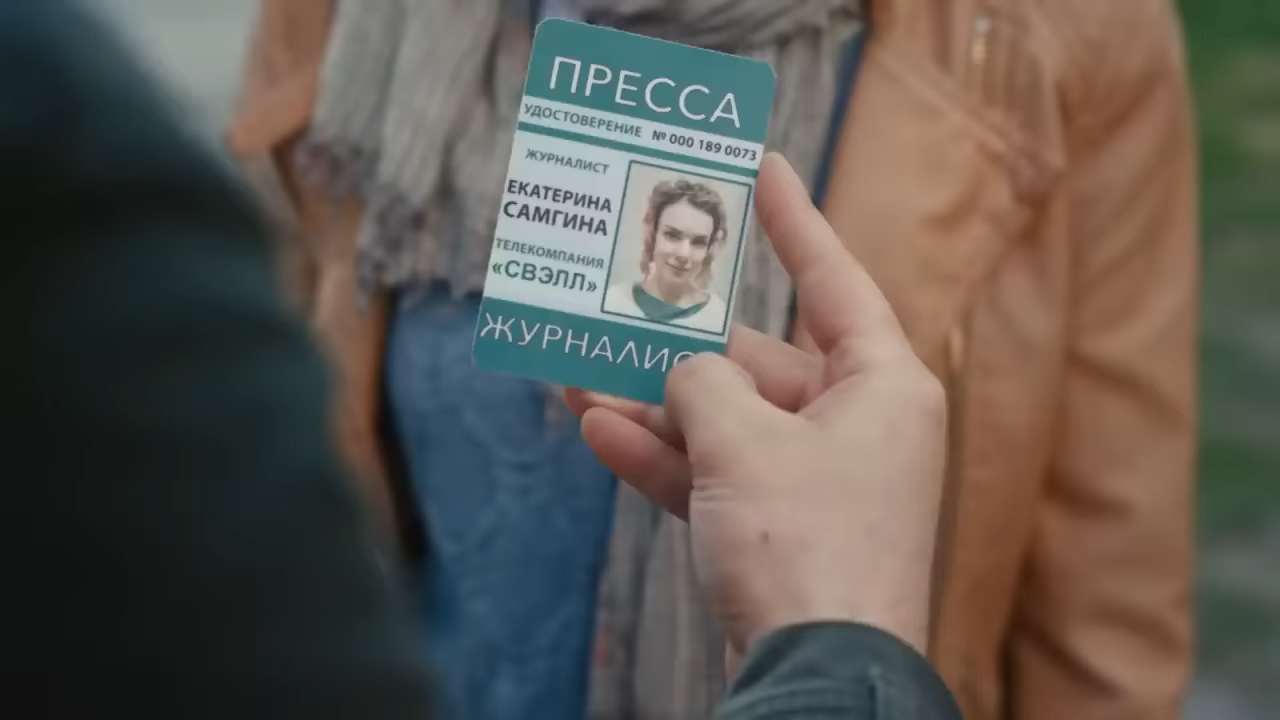 ПРЕССА
УДОСТОВЕРЕНИЕ № 000 189 0073
ЖУРНАЛИСТ
ЕКАТЕРИНА
САМГИНА
ТЕЛЕКОМПАНИЯ
«СВЭЛЛ»